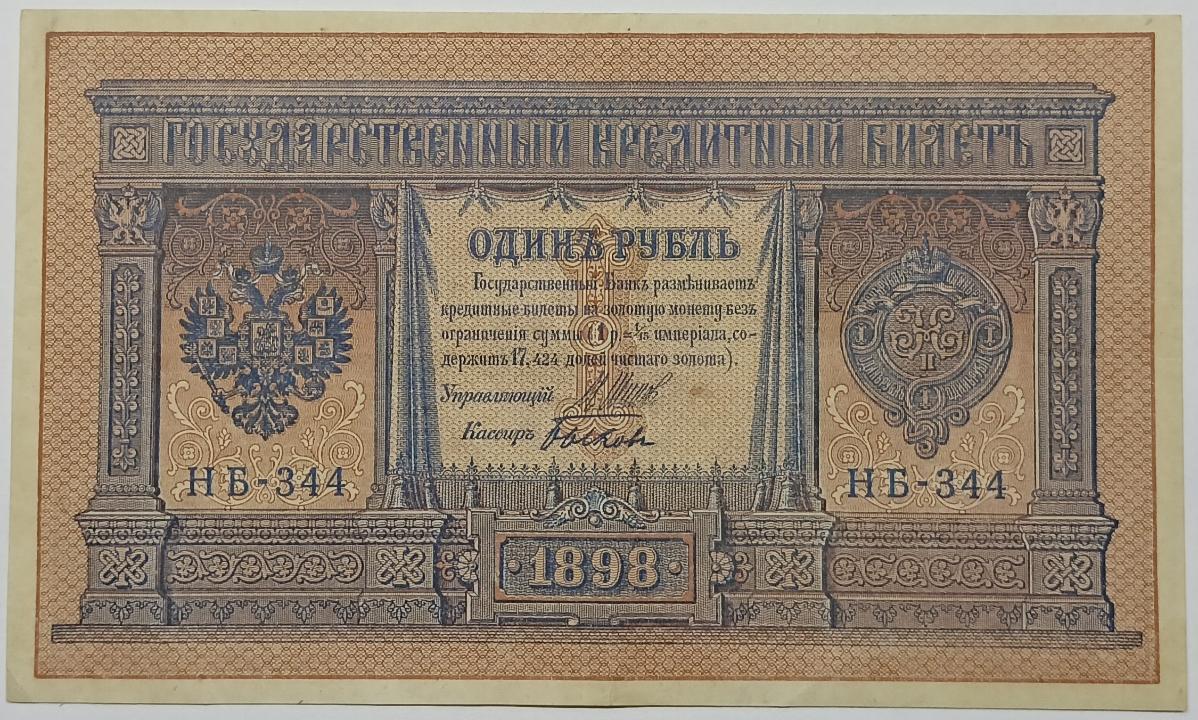 ГОСУДАРСТВЕННЫЙ КРЕДИТНЫЙ БИЛЕТЪ
ОДИНЪ РУБЛЬ
Государственный Банкъ размѣниваетъ
кредитные билеты на золотую монету безъ
ограниченія суммы (1 р. = 1/15 имперіала, со-
держитъ 17,424 долей чистаго золота).
Управляющій
Кассиръ
НБ-344
НБ-344
· 1898 ·